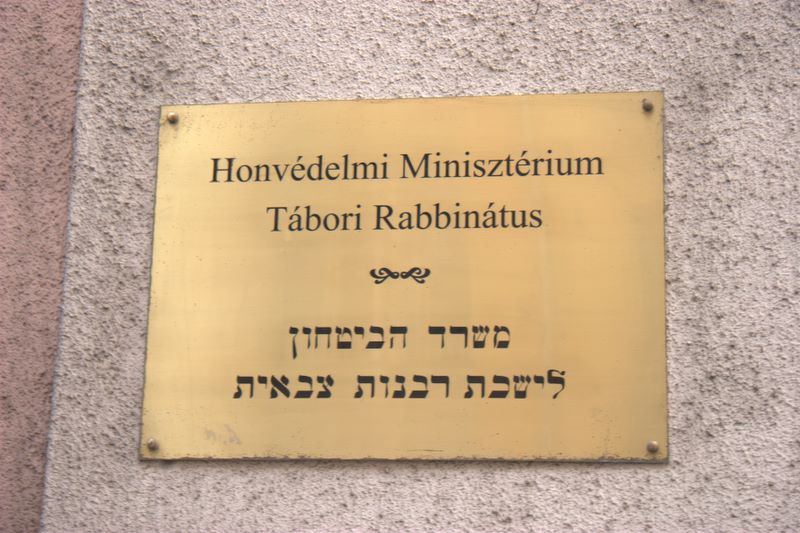 Honvédelmi Minisztérium
Tábori Rabbinátus
משרד הביטחון
לישכת רבנות צבאית